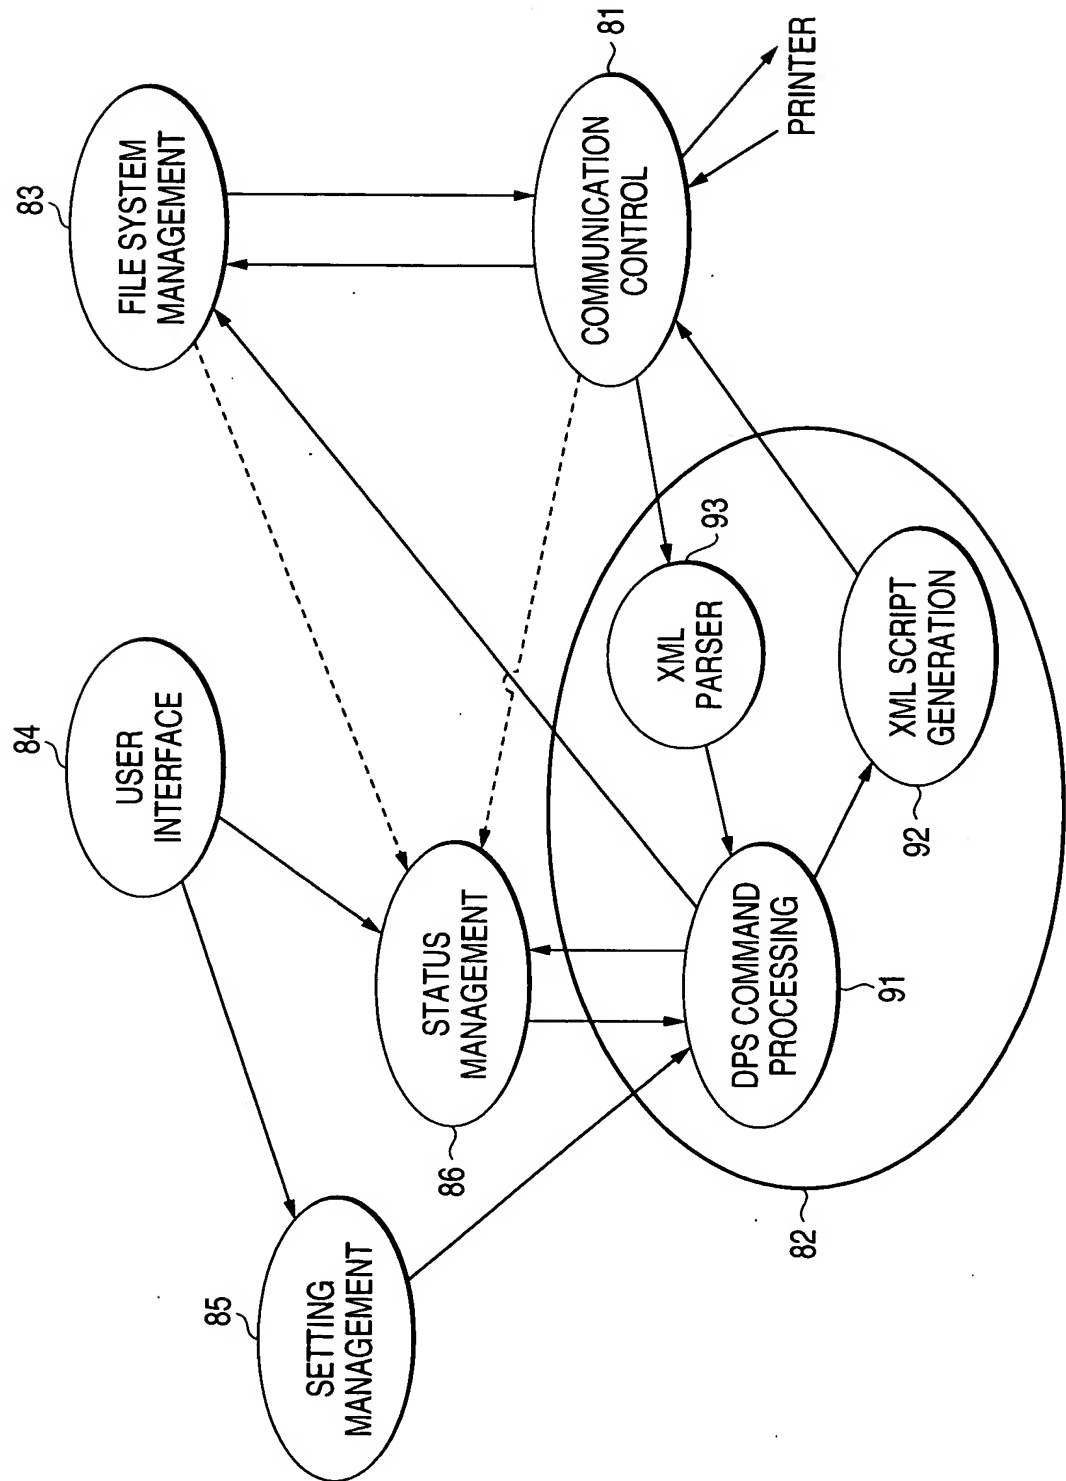 85
SETTING
MANAGEMENT
84
USER
INTERFACE
83
FILE SYSTEM
MANAGEMENT
86
STATUS
MANAGEMENT
81
COMMUNICATION
CONTROL
PRINTER
82
DPS COMMAND
PROCESSING
91
XML
PARSER
93
XML SCRIPT
GENERATION
92